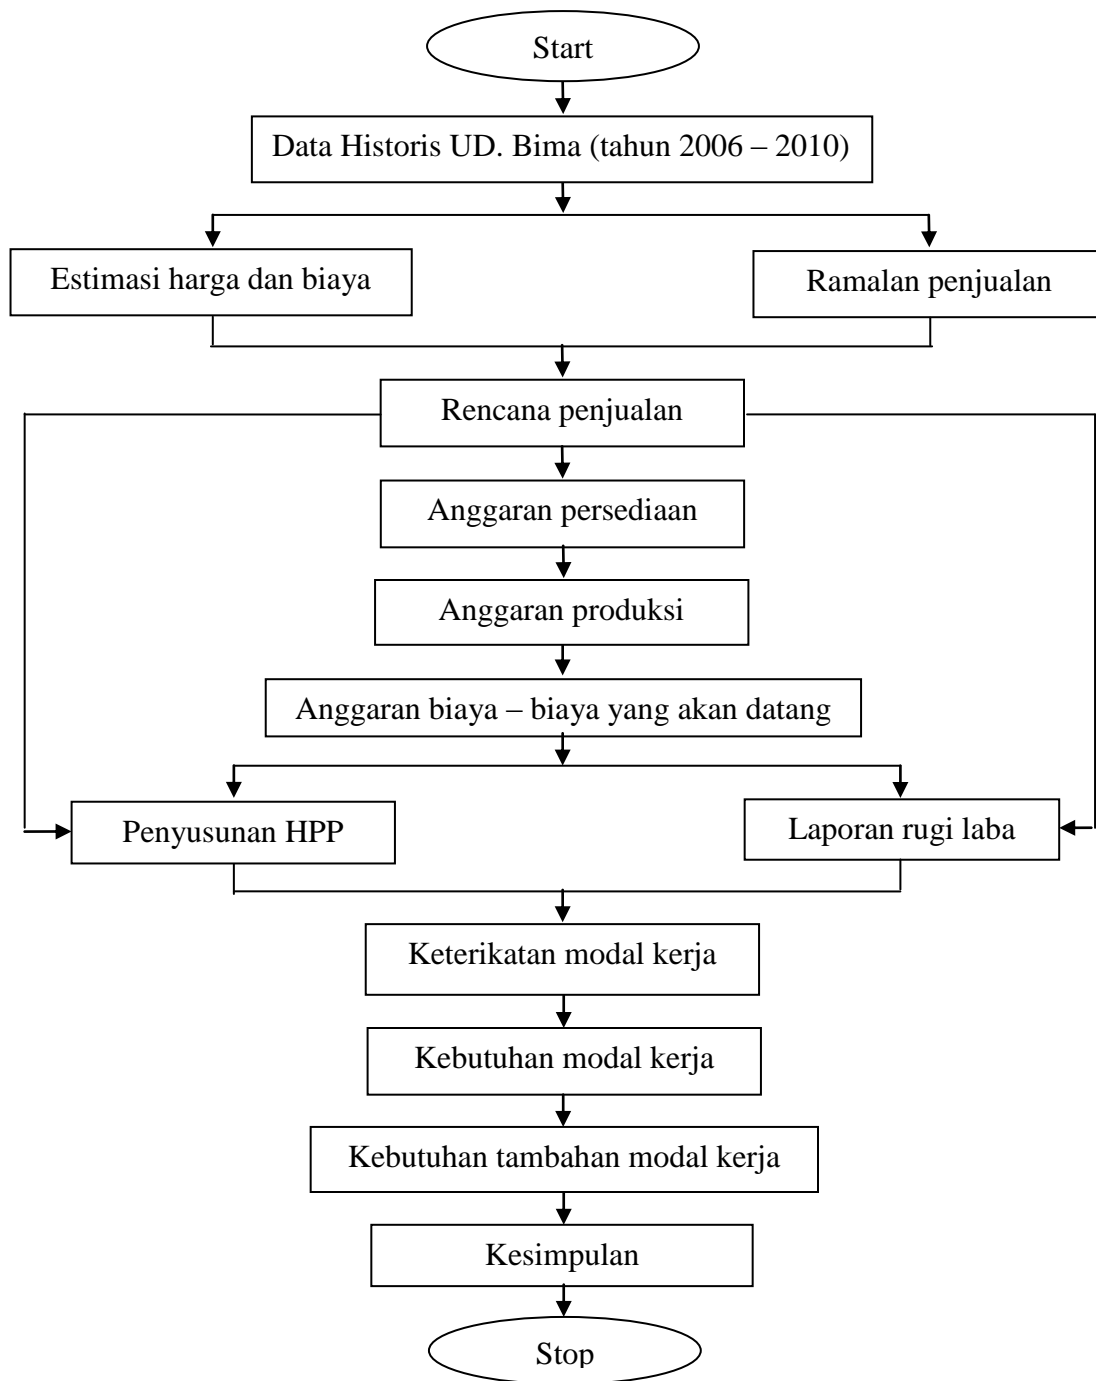 Start
Data Historis UD. Bima (tahun 2006 – 2010)
Estimasi harga dan biaya
Ramalan penjualan
Rencana penjualan
Anggaran persediaan
Anggaran produksi
Anggaran biaya – biaya yang akan datang
Penyusunan HPP
Laporan rugi laba
Keterikatan modal kerja
Kebutuhan modal kerja
Kebutuhan tambahan modal kerja
Kesimpulan
Stop